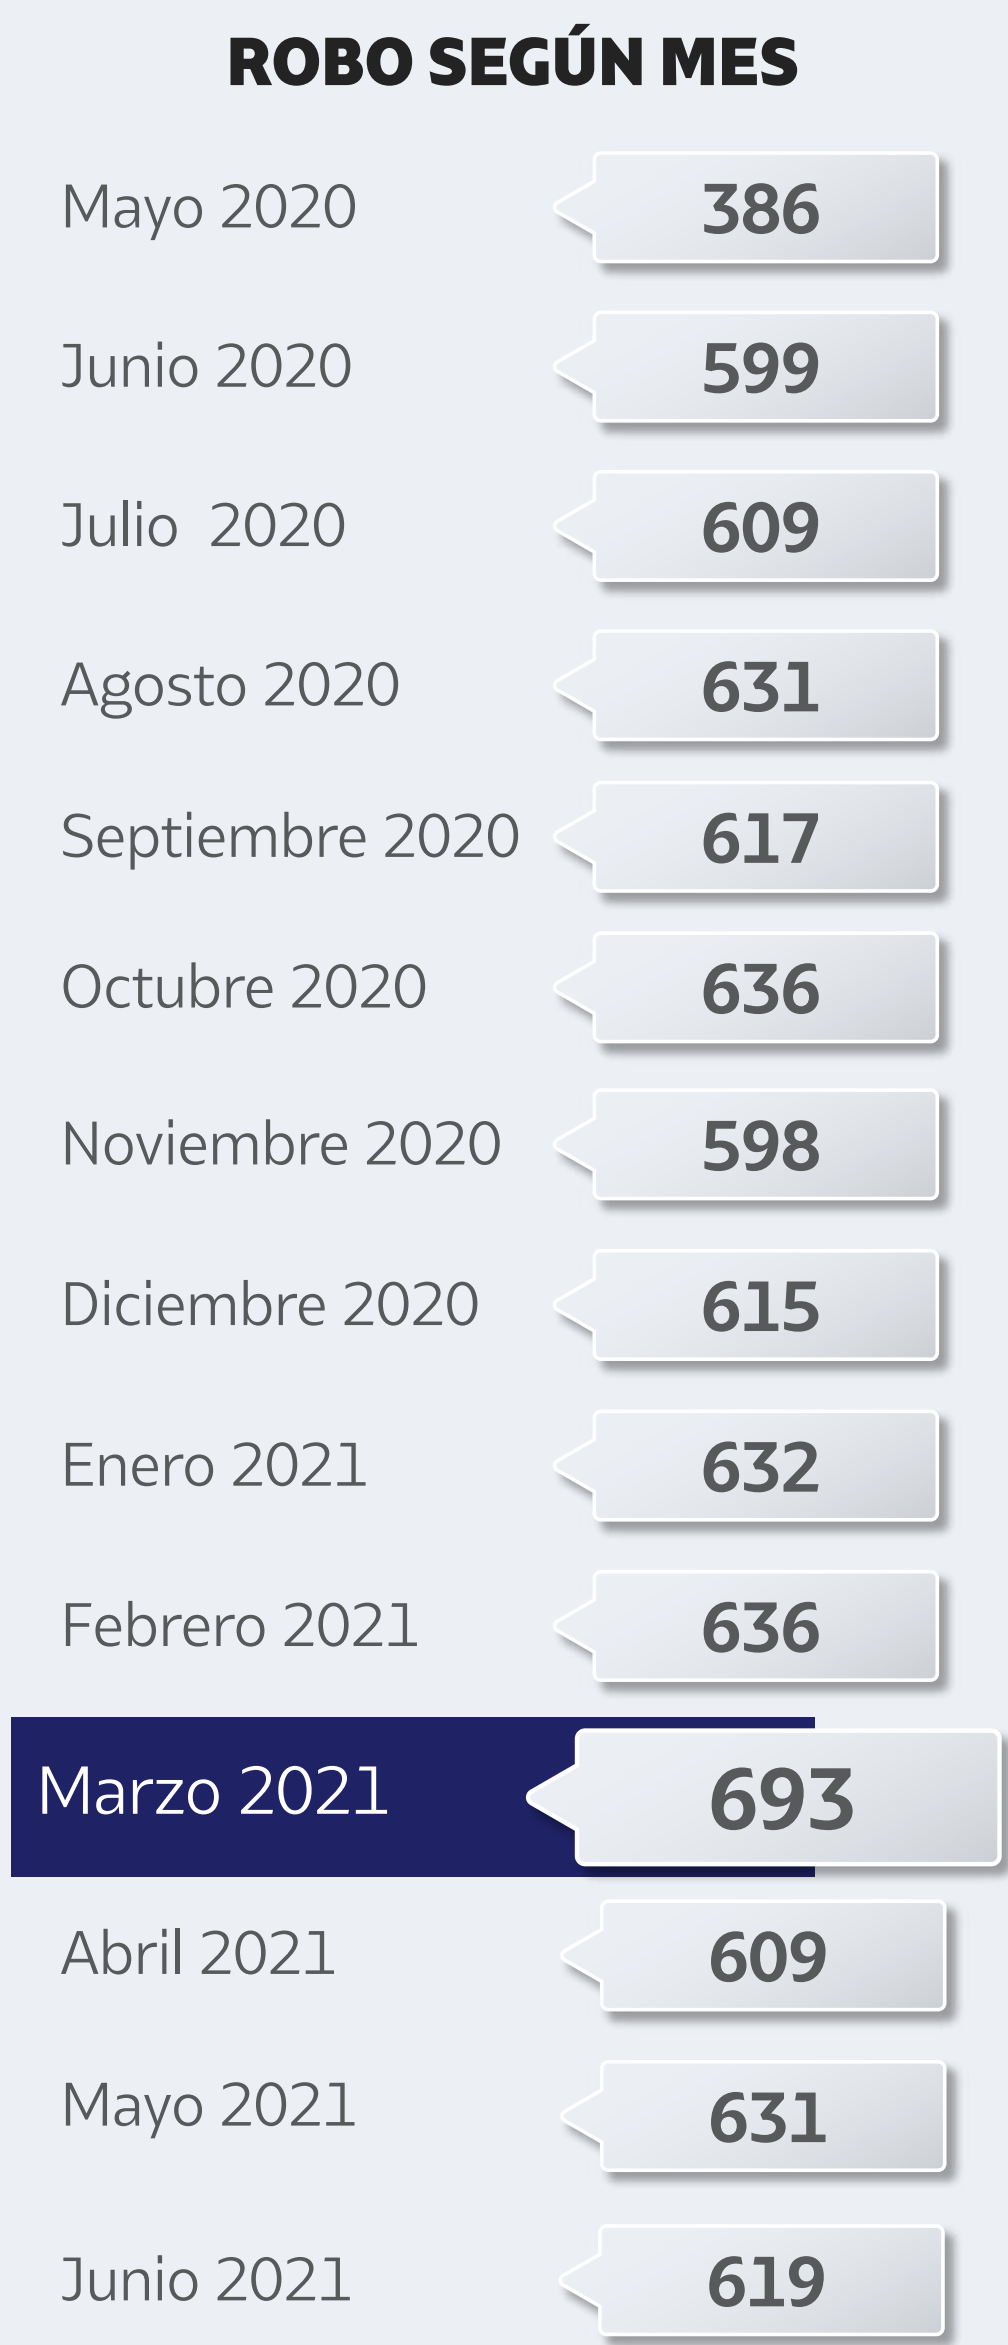 ROBO SEGÚN MES
Mayo 2020 386
Junio 2020 599
Julio 2020 609
Agosto 2020 631
Septiembre 2020 617
Octubre 2020 636
Noviembre 2020 598
Diciembre 2020 615
Enero 2021 632
Febrero 2021 636
Marzo 2021 693
Abril 2021 609
Mayo 2021 631
Junio 2021 619